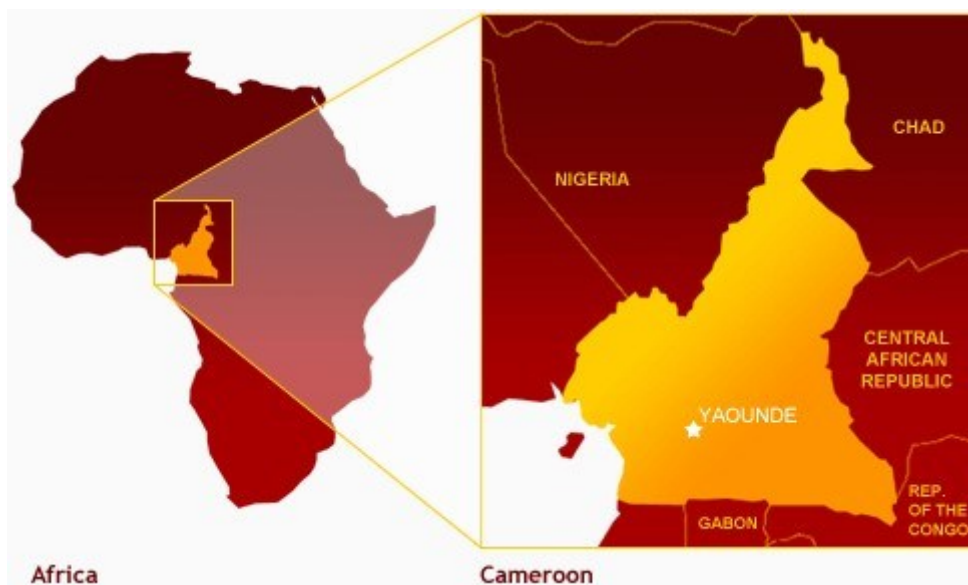 CHAD
NIGERIA
CENTRAL
AFRICAN
REPUBLIC
YAOUNDE
REP.
OF THE
CONGO
GABON
Africa
Cameroon